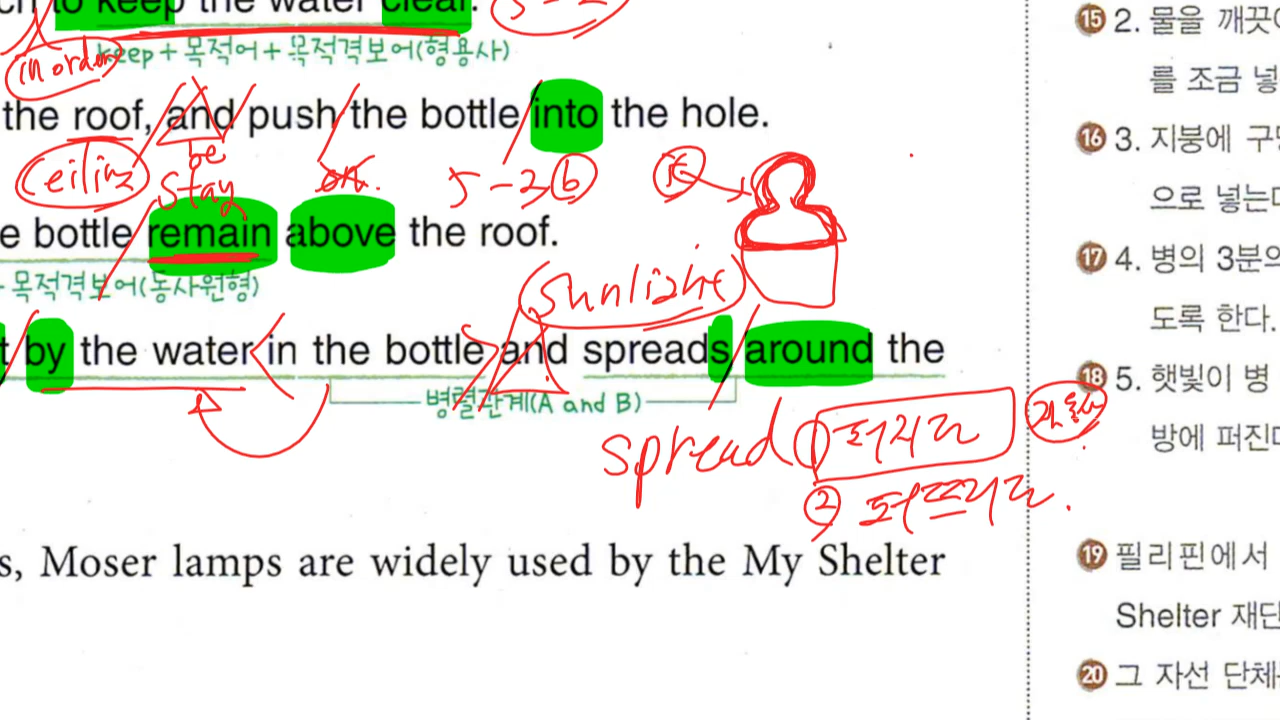 to keep the water clear.
in order
keep+목적어+목적격보어(형용사)
the roof, and push the bottle into the hole.
ceiling
be
stay
on.
5-3ⓑ
e bottle remain above the roof.
목적격보어(동사원형)
sunlight
t by the water in the bottle and spreads around the
병렬관계(A and B)
spread ① 퍼지다
자동사
② 퍼뜨리다.
s, Moser lamps are widely used by the My Shelter
15 2. 물을 깨끗
를 조금 넣
16 3. 지붕에 구
으로 넣는다
17 4. 병의 3분의
도록 한다.
18 5. 햇빛이 병
방에 퍼진다
19 필리핀에서
Shelter 재단
20 그 자선 단체